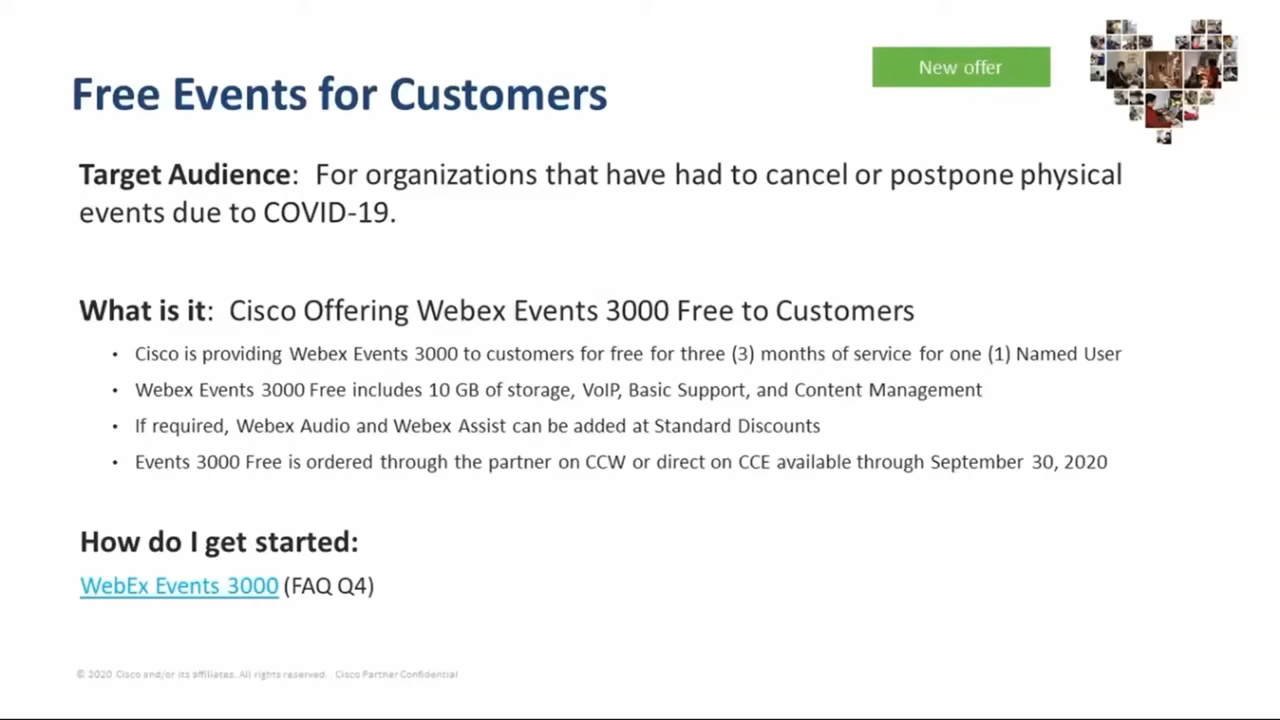 New offer
Free Events for Customers
Target Audience: For organizations that have had to cancel or postpone physical
events due to COVID-19.
What is it: Cisco Offering Webex Events 3000 Free to Customers
• Cisco is providing Webex Events 3000 to customers for free for three (3) months of service for one (1) Named User
• Webex Events 3000 Free includes 10 GB of storage, VoIP, Basic Support, and Content Management
• If required, Webex Audio and Webex Assist can be added at Standard Discounts
• Events 3000 Free is ordered through the partner on CCW or direct on CCE available through September 30, 2020
How do I get started:
WebEx Events 3000 (FAQ Q4)
© 2020 Cisco and/or its affiliates. All rights reserved. Cisco Partner Confidential